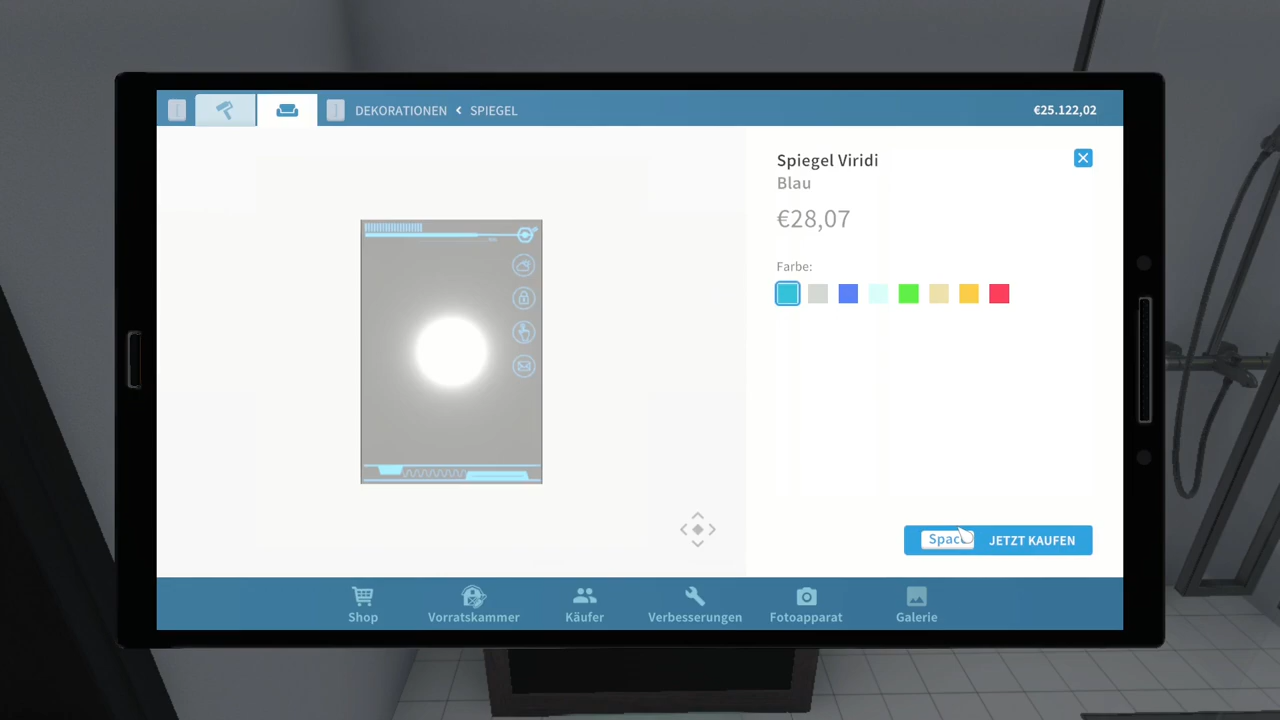 DEKORATIONEN < SPIEGEL
€25.122,02
Spiegel Viridi
Blau
€28,07
Farbe:
JETZT KAUFEN
Shop
Vorratskammer
Käufer
Verbesserungen
Fotoapparat
Galerie